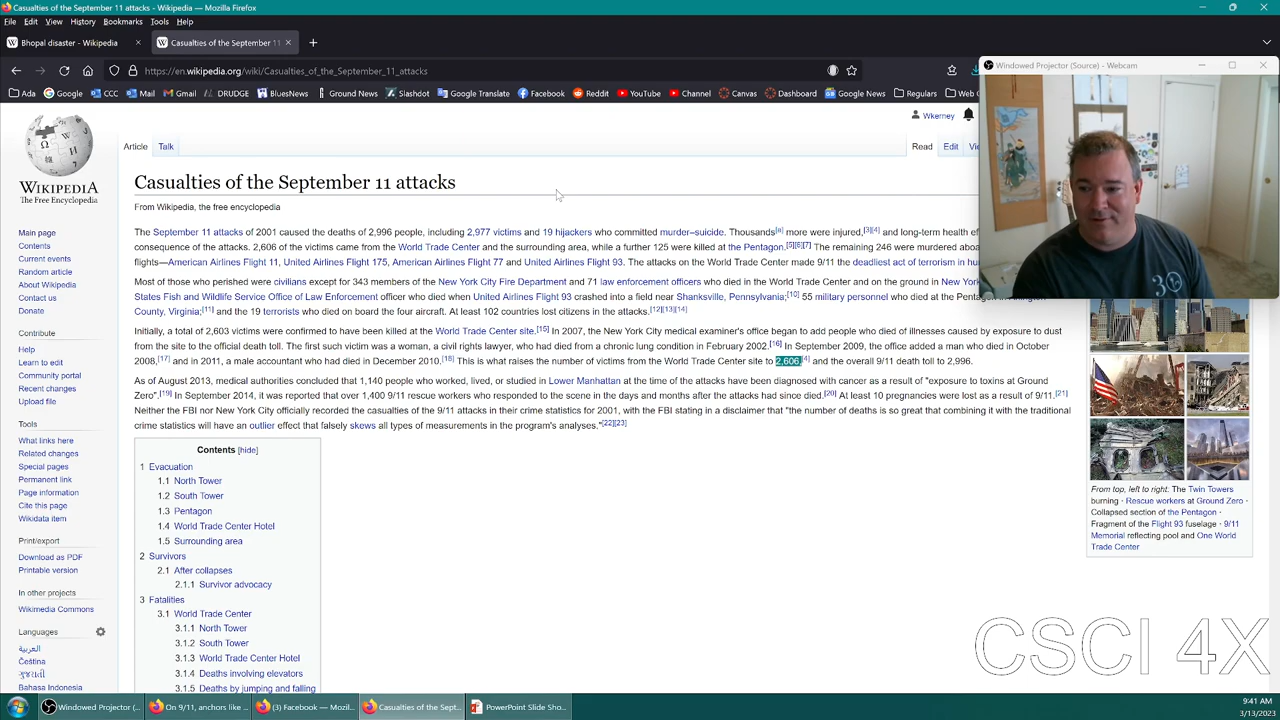 Casualties of the September 11 attacks - Wikipedia — Mozilla Firefox
File Edit View History Bookmarks Tools Help
Bhopal disaster - Wikipedia
Casualties of the September 11
https://en.wikipedia.org/wiki/Casualties_of_the_September_11_attacks
Windowed Projector (Source) - Webcam
Ada Google CCC Mail Gmail DRUDGE BluesNews Ground News Slashdot Google Translate Facebook Reddit YouTube Channel Canvas Dashboard Google News Regulars Web C
Wkerney
Article Talk Read Edit
WIKIPEDIA
The Free Encyclopedia
Casualties of the September 11 attacks
From Wikipedia, the free encyclopedia
The September 11 attacks of 2001 caused the deaths of 2,996 people, including 2,977 victims and 19 hijackers who committed murder–suicide. Thousands[a] more were injured,[3][4] and long-term health ef
consequence of the attacks. 2,606 of the victims came from the World Trade Center and the surrounding area, while a further 125 were killed at the Pentagon.[5][6][7] The remaining 246 were murdered aboa
flights—American Airlines Flight 11, United Airlines Flight 175, American Airlines Flight 77 and United Airlines Flight 93. The attacks on the World Trade Center made 9/11 the deadliest act of terrorism in hu
Most of those who perished were civilians except for 343 members of the New York City Fire Department and 71 law enforcement officers who died in the World Trade Center and on the ground in New York
States Fish and Wildlife Service Office of Law Enforcement officer who died when United Airlines Flight 93 crashed into a field near Shanksville, Pennsylvania;[10] 55 military personnel who died at the Pentagon
County, Virginia;[11] and the 19 terrorists who died on board the four aircraft. At least 102 countries lost citizens in the attacks.[12][13][14]
Initially, a total of 2,603 victims were confirmed to have been killed at the World Trade Center site.[15] In 2007, the New York City medical examiner's office began to add people who died of illnesses caused by exposure to dust
from the site to the official death toll. The first such victim was a woman, a civil rights lawyer, who had died from a chronic lung condition in February 2002.[16] In September 2009, the office added a man who died in October
2008,[17] and in 2011, a male accountant who had died in December 2010.[18] This is what raises the number of victims from the World Trade Center site to 2,606,[4] and the overall 9/11 death toll to 2,996.
As of August 2013, medical authorities concluded that 1,140 people who worked, lived, or studied in Lower Manhattan at the time of the attacks have been diagnosed with cancer as a result of "exposure to toxins at Ground
Zero".[19] In September 2014, it was reported that over 1,400 9/11 rescue workers who responded to the scene in the days and months after the attacks had since died.[20] At least 10 pregnancies were lost as a result of 9/11.[21]
Neither the FBI nor New York City officially recorded the casualties of the 9/11 attacks in their crime statistics for 2001, with the FBI stating in a disclaimer that "the number of deaths is so great that combining it with the traditional
crime statistics will have an outlier effect that falsely skews all types of measurements in the program's analyses."[22][23]
Main page
Contents
Current events
Random article
About Wikipedia
Contact us
Donate
Contribute
Help
Learn to edit
Community portal
Recent changes
Upload file
Tools
What links here
Related changes
Special pages
Permanent link
Page information
Cite this page
Wikidata item
Print/export
Download as PDF
Printable version
In other projects
Wikimedia Commons
Languages
العربية
Čeština
ગુજરાતી
Bahasa Indonesia
Contents [hide]
1 Evacuation
1.1 North Tower
1.2 South Tower
1.3 Pentagon
1.4 World Trade Center Hotel
1.5 Surrounding area
2 Survivors
2.1 After collapses
2.1.1 Survivor advocacy
3 Fatalities
3.1 World Trade Center
3.1.1 North Tower
3.1.2 South Tower
3.1.3 World Trade Center Hotel
3.1.4 Deaths involving elevators
3.1.5 Deaths by jumping and falling
From top, left to right: The Twin Towers
burning · Rescue workers at Ground Zero ·
Collapsed section of the Pentagon ·
Fragment of the Flight 93 fuselage · 9/11
Memorial reflecting pool and One World
Trade Center
CSCI 4X
Windowed Projector (...
On 9/11, anchors like ...
(3) Facebook — Mozil...
Casualties of the Sept...
PowerPoint Slide Sho...
9:41 AM
3/13/2023